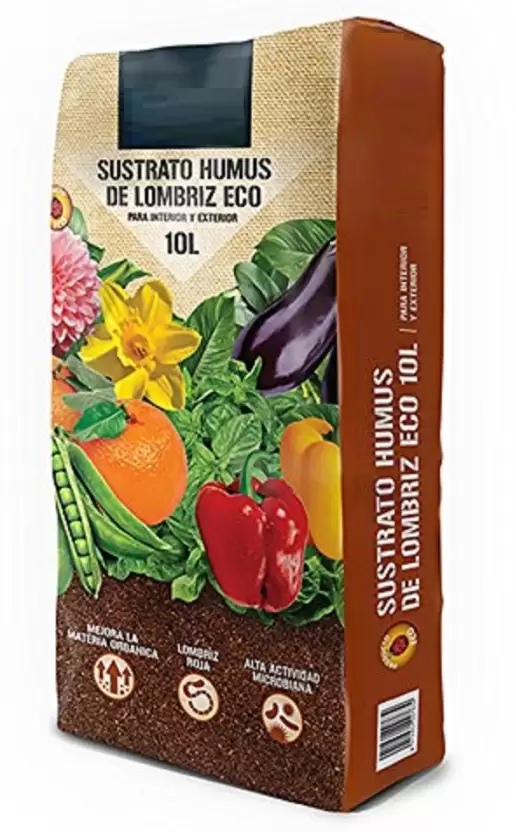 SUSTRATO HUMUS
DE LOMBRIZ ECO
PARA INTERIOR Y EXTERIOR
10L
MEJORA LA
MATERIA ORGANICA
LOMBRIZ
ROJA
ALTA ACTIVIDAD
MICROBIANA
SUSTRATO HUMUS
DE LOMBRIZ ECO 10L
PARA INTERIOR
Y EXTERIOR